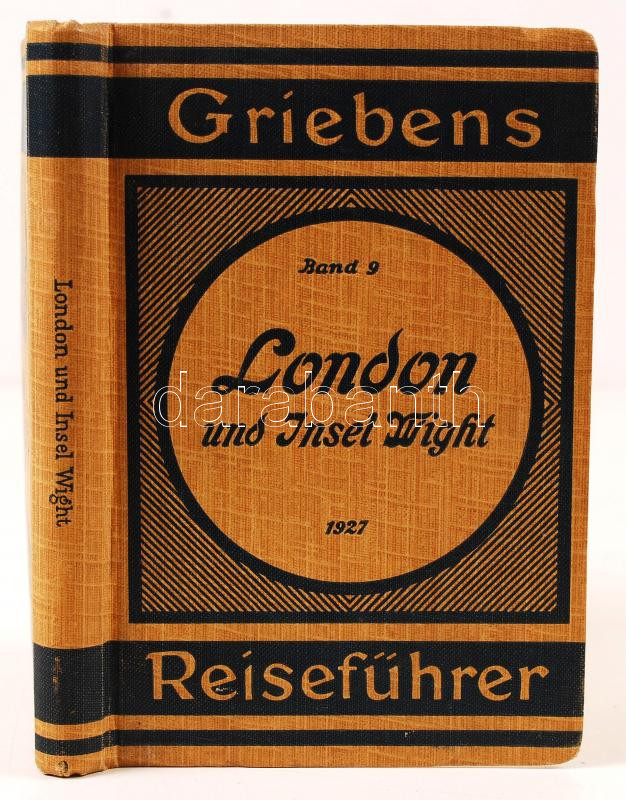 Griebens
Band 9
London
und Insel Wight
1927
Reiseführer
London und Insel Wight
darabanth